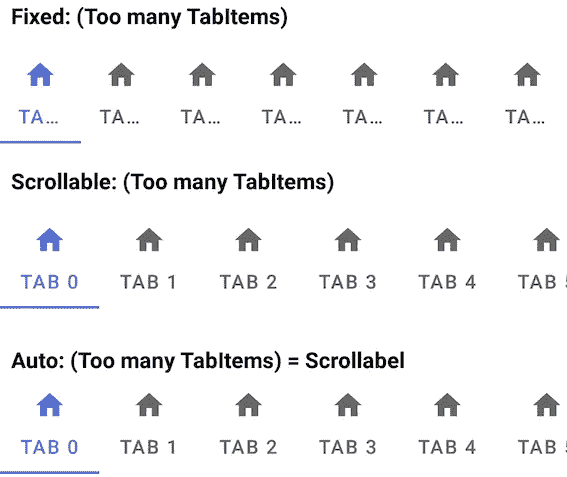 Fixed: (Too many TabItems)
TA... TA... TA... TA... TA... TA... TA...
Scrollable: (Too many TabItems)
TAB 0 TAB 1 TAB 2 TAB 3 TAB 4 TAB
Auto: (Too many TabItems) = Scrollabel
TAB 0 TAB 1 TAB 2 TAB 3 TAB 4 TAB